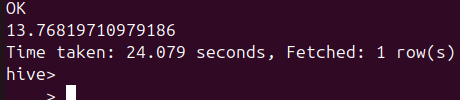 OK
13.76819710979186
Time taken: 24.079 seconds, Fetched: 1 row(s)
hive>
    >